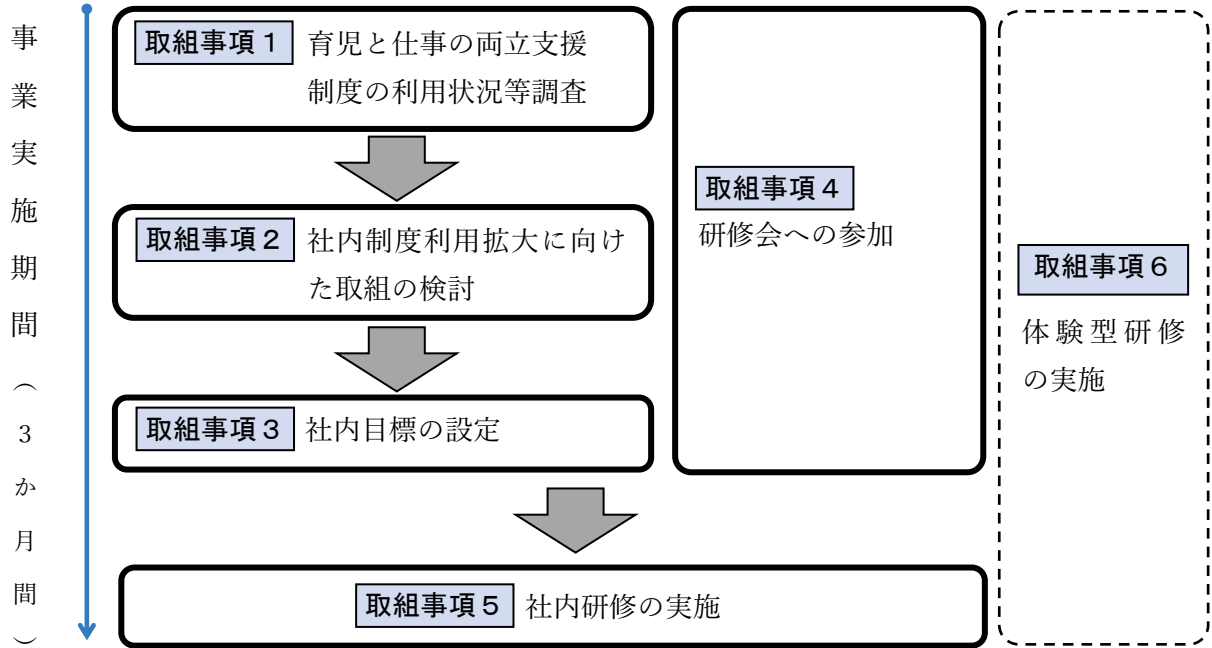 事業実施期間（３か月間）
取組事項１ 育児と仕事の両立支援
制度の利用状況等調査
取組事項２ 社内制度利用拡大に向け
た取組の検討
取組事項３ 社内目標の設定
取組事項４
研修会への参加
取組事項５ 社内研修の実施
取組事項６
体験型研修
の実施